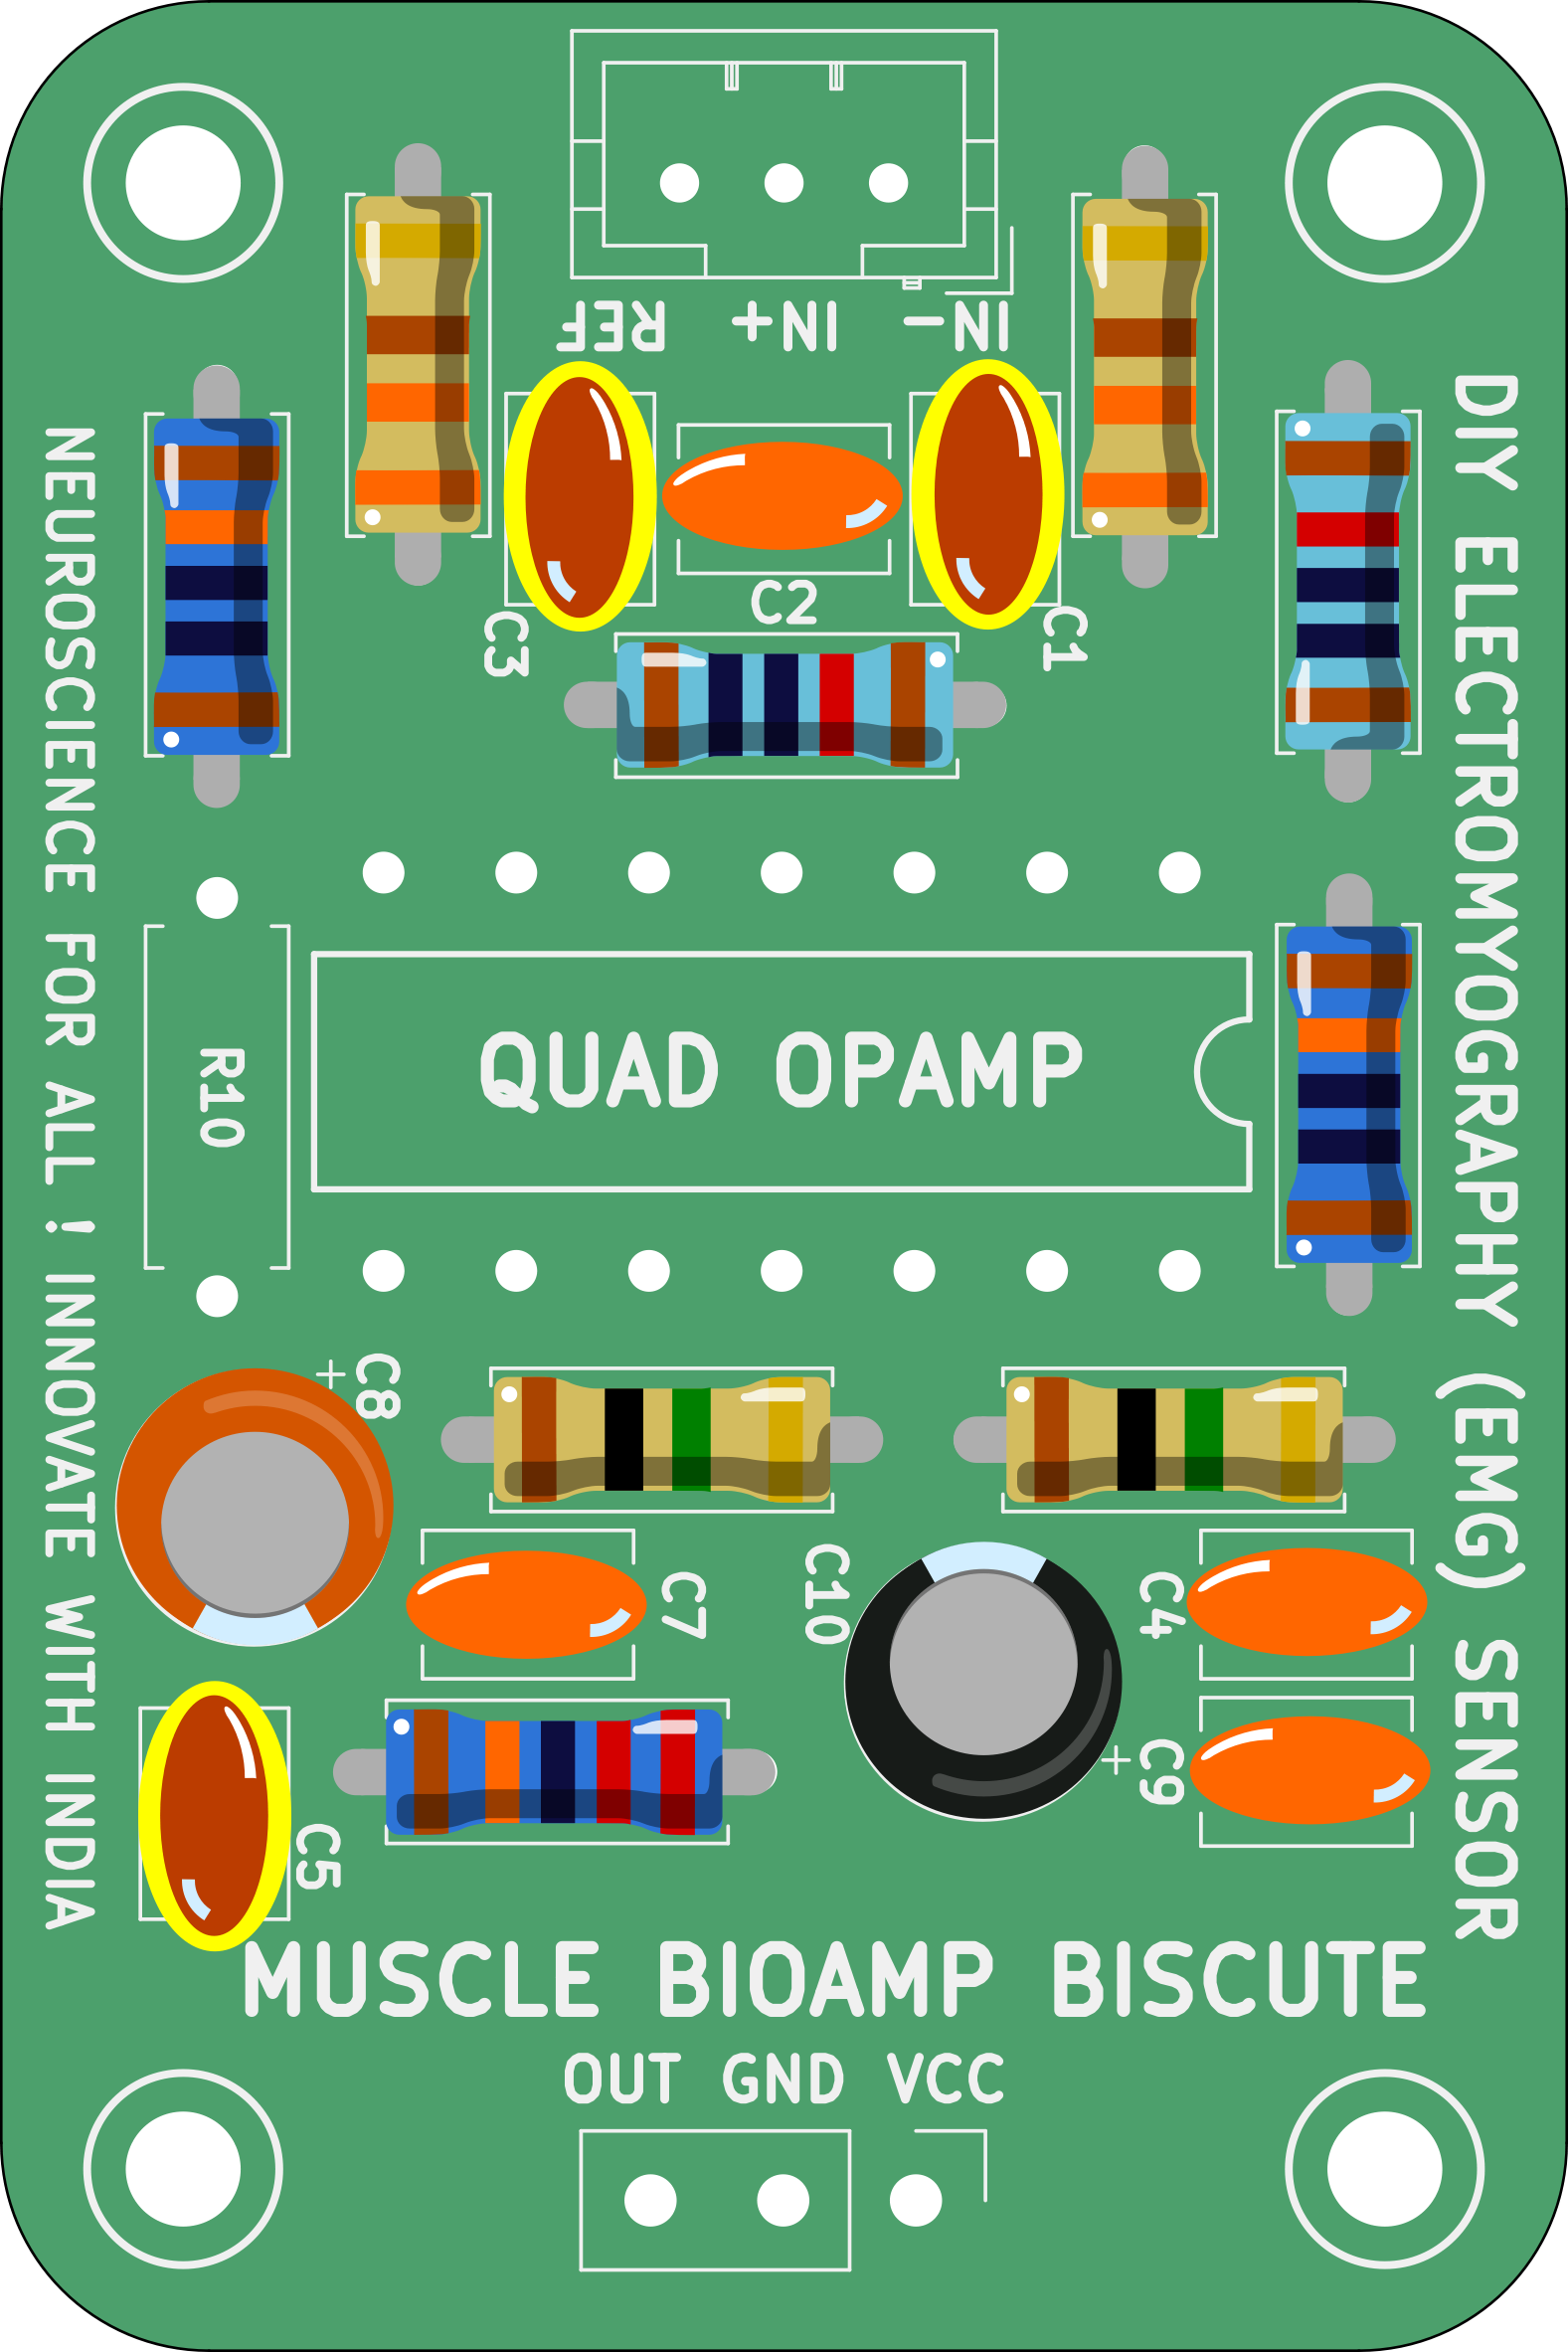 REF IN+ IN-
C3
C2
C1
DIY ELECTROMYOGRAPHY (EMG) SENSOR
NEUROSCIENCE FOR ALL ! INNOVATE WITH INDIA
QUAD OPAMP
R10
C8
C7
C10
C4
C9
C5
MUSCLE BIOAMP BISCUTE
OUT GND VCC